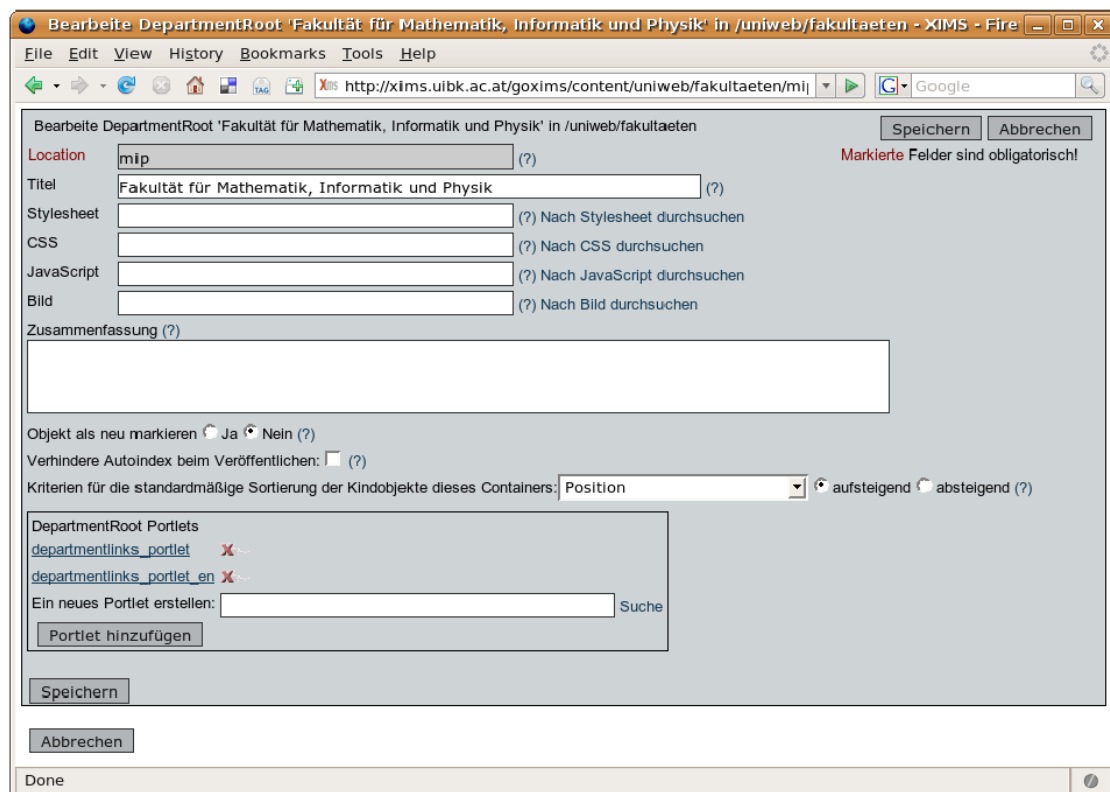 Bearbeite DepartmentRoot 'Fakultät für Mathematik, Informatik und Physik' in /uniweb/fakultaeten - XIMS - Fire
File Edit View History Bookmarks Tools Help
TAG XIMS http://xims.uibk.ac.at/goxims/content/uniweb/fakultaeten/mi G Google
Bearbeite DepartmentRoot 'Fakultät für Mathematik, Informatik und Physik' in /uniweb/fakultaeten Speichern Abbrechen
Location mip (?) Markierte Felder sind obligatorisch!
Titel Fakultät für Mathematik, Informatik und Physik (?)
Stylesheet (?) Nach Stylesheet durchsuchen
CSS (?) Nach CSS durchsuchen
JavaScript (?) Nach JavaScript durchsuchen
Bild (?) Nach Bild durchsuchen
Zusammenfassung (?)
Objekt als neu markieren Ja Nein (?)
Verhindere Autoindex beim Veröffentlichen: (?)
Kriterien für die standardmäßige Sortierung der Kindobjekte dieses Containers: Position aufsteigend absteigend (?)
DepartmentRoot Portlets
departmentlinks_portlet X
departmentlinks_portlet_en X
Ein neues Portlet erstellen: Suche
Portlet hinzufügen
Speichern
Abbrechen
Done